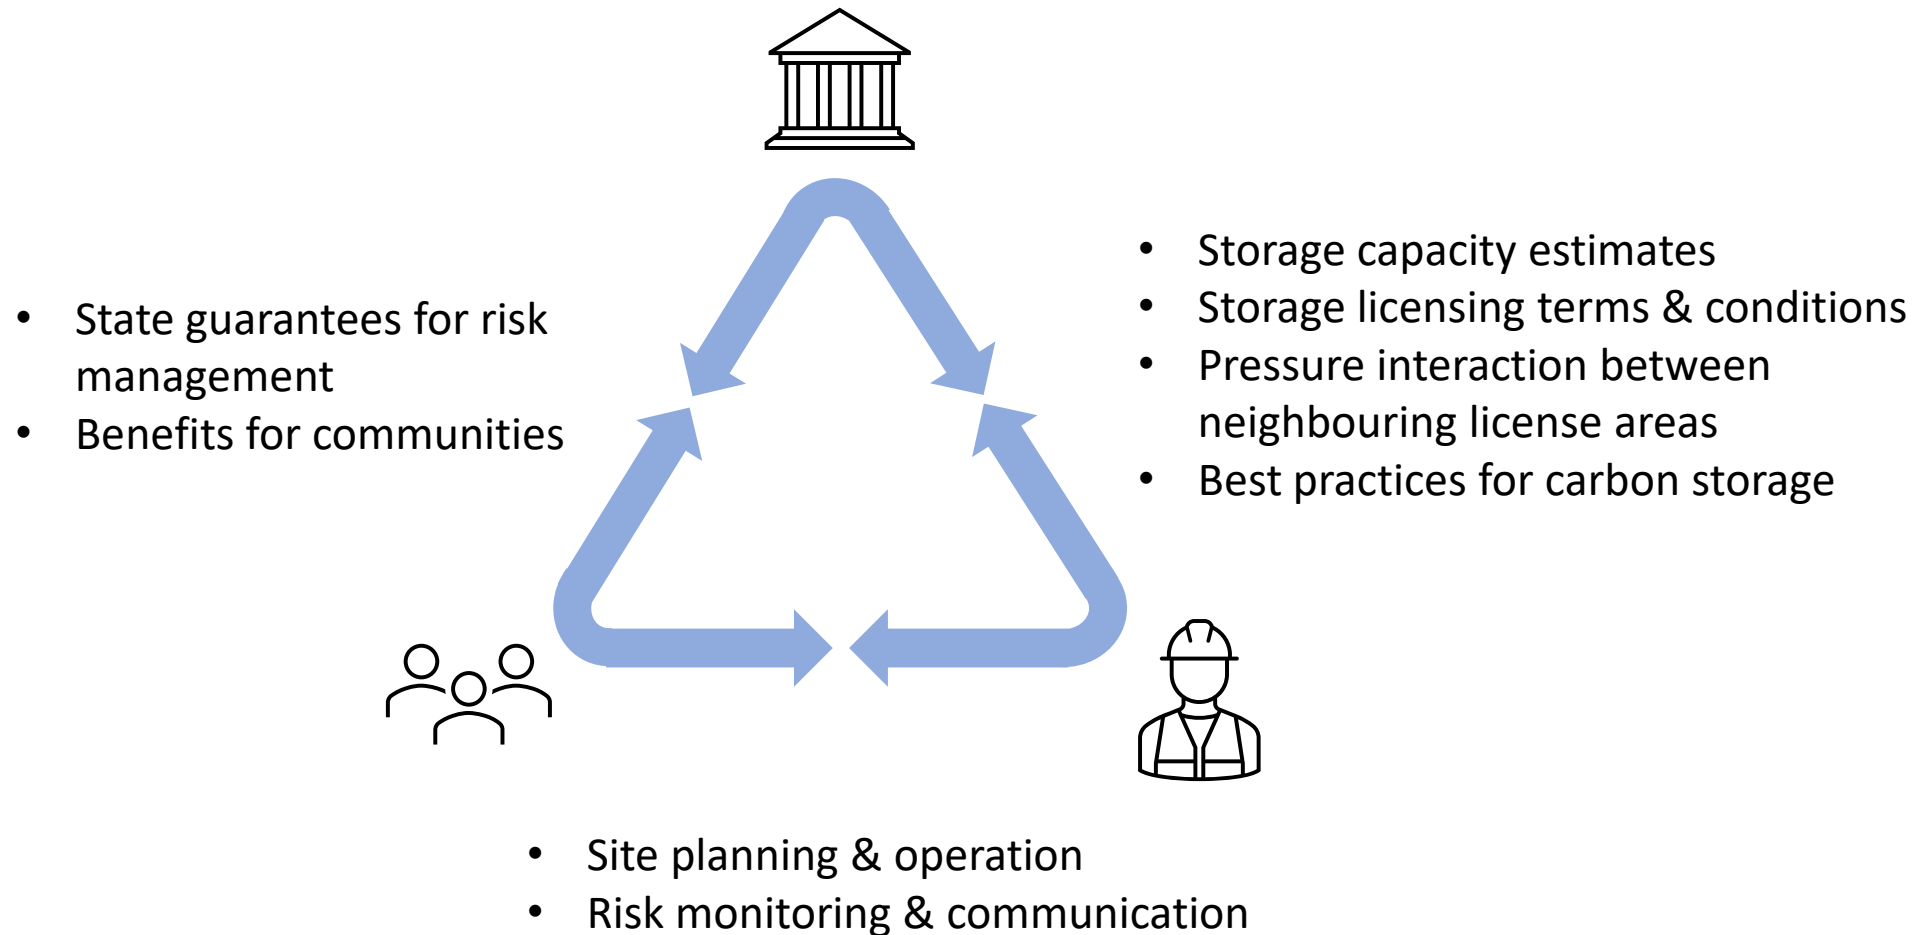 • State guarantees for risk
management
• Benefits for communities
• Storage capacity estimates
• Storage licensing terms & conditions
• Pressure interaction between
neighbouring license areas
• Best practices for carbon storage
• Site planning & operation
• Risk monitoring & communication